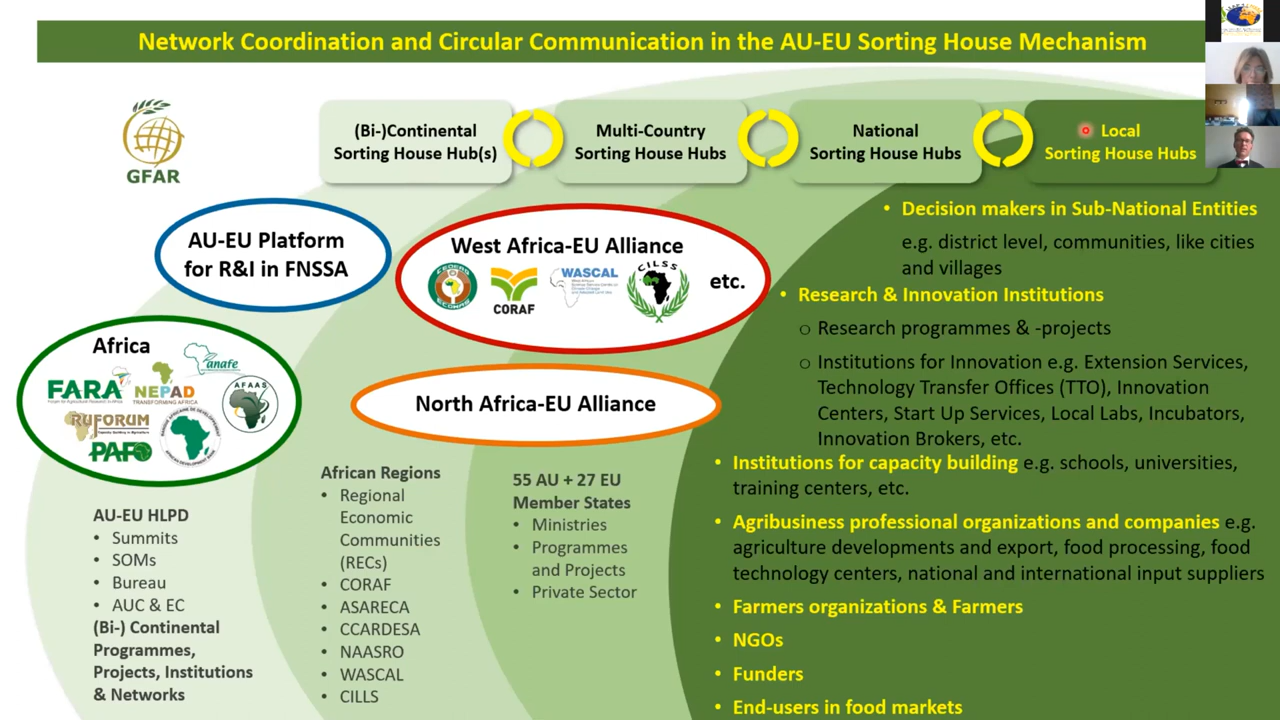 Network Coordination and Circular Communication in the AU-EU Sorting House Mechanism
GFAR
(Bi-)Continental
Sorting House Hub(s)
Multi-Country
Sorting House Hubs
National
Sorting House Hubs
Local
Sorting House Hubs
AU-EU Platform
for R&I in FNSSA
West Africa-EU Alliance
CORAF
WASCAL
CILSS
etc.
Africa
anafe
FARA
NEPAD
TRANSFORMING AFRICA
AFAAS
RUFORUM
PAFO
North Africa-EU Alliance
AU-EU HLPD
• Summits
• SOMs
• Bureau
• AUC & EC
(Bi-) Continental
Programmes,
Projects, Institutions
& Networks
African Regions
• Regional
Economic
Communities
(RECs)
• CORAF
• ASARECA
• CCARDESA
• NAASRO
• WASCAL
• CILLS
55 AU + 27 EU
Member States
• Ministries
• Programmes
and Projects
• Private Sector
• Decision makers in Sub-National Entities
e.g. district level, communities, like cities
and villages
• Research & Innovation Institutions
o Research programmes & -projects
o Institutions for Innovation e.g. Extension Services,
Technology Transfer Offices (TTO), Innovation
Centers, Start Up Services, Local Labs, Incubators,
Innovation Brokers, etc.
• Institutions for capacity building e.g. schools, universities,
training centers, etc.
• Agribusiness professional organizations and companies e.g.
agriculture developments and export, food processing, food
technology centers, national and international input suppliers
• Farmers organizations & Farmers
• NGOs
• Funders
• End-users in food markets